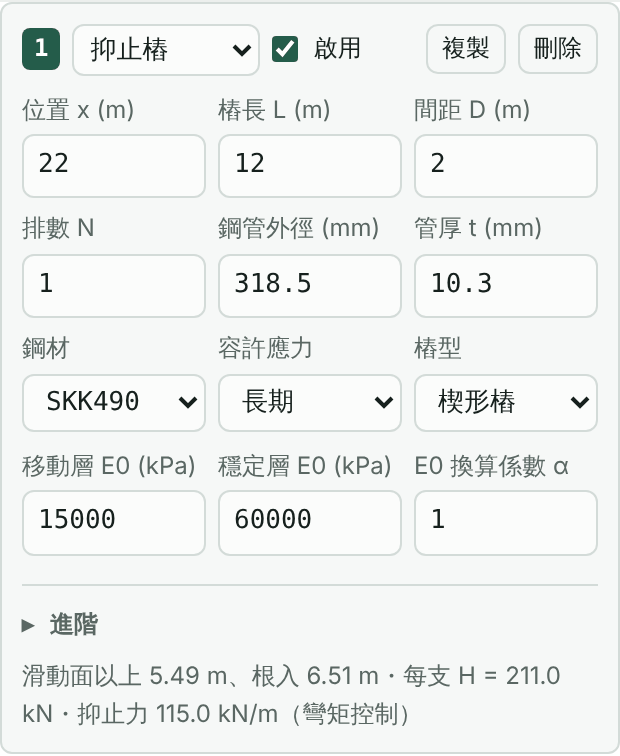 1 抑止樁 啟用 複製 刪除
位置 x (m) 樁長 L (m) 間距 D (m)
22 12 2
排數 N 鋼管外徑 (mm) 管厚 t (mm)
1 318.5 10.3
鋼材 容許應力 樁型
SKK490 長期 楔形樁
移動層 E0 (kPa) 穩定層 E0 (kPa) E0 換算係數 α
15000 60000 1
▸ 進階
滑動面以上 5.49 m、根入 6.51 m · 每支 H = 211.0
kN · 抑止力 115.0 kN/m（彎矩控制）